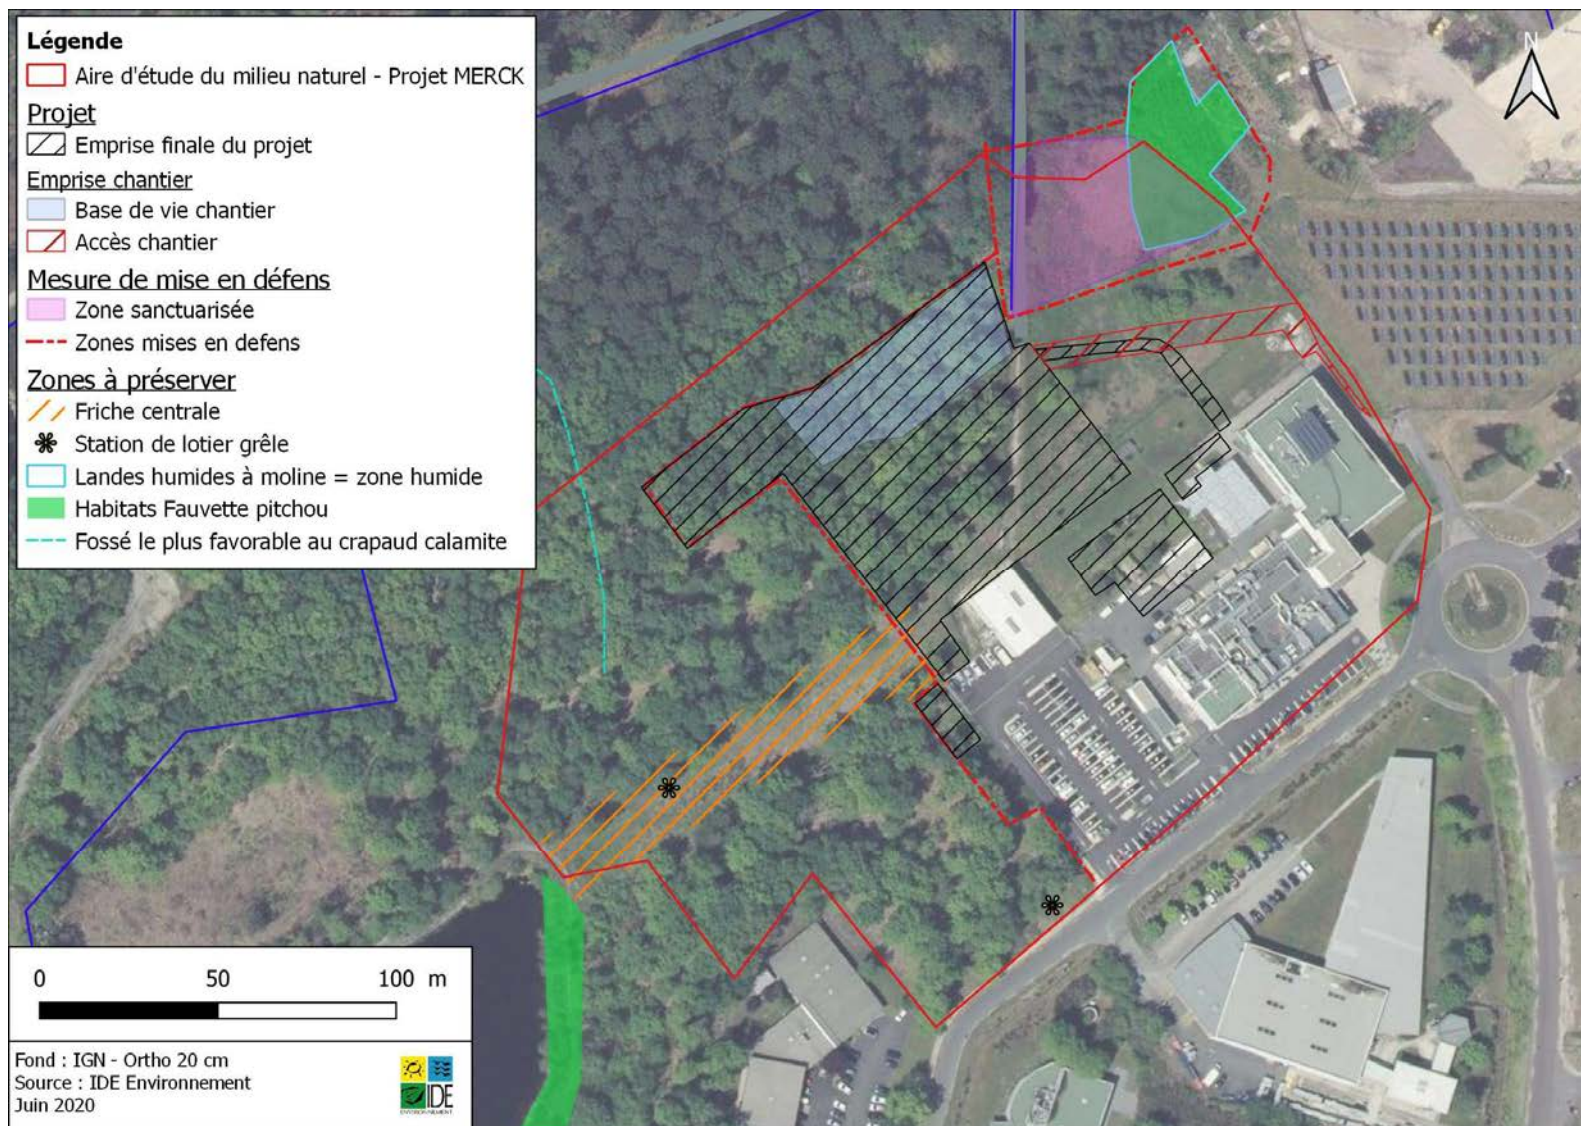 Légende
Aire d'étude du milieu naturel - Projet MERCK
Projet
Emprise finale du projet
Emprise chantier
Base de vie chantier
Accès chantier
Mesure de mise en défens
Zone sanctuarisée
Zones mises en defens
Zones à préserver
Friche centrale
Station de lotier grêle
Landes humides à moline = zone humide
Habitats Fauvette pitchou
Fossé le plus favorable au crapaud calamite
N
0 50 100 m
Fond : IGN - Ortho 20 cm
Source : IDE Environnement
Juin 2020
IDE
ENVIRONNEMENT